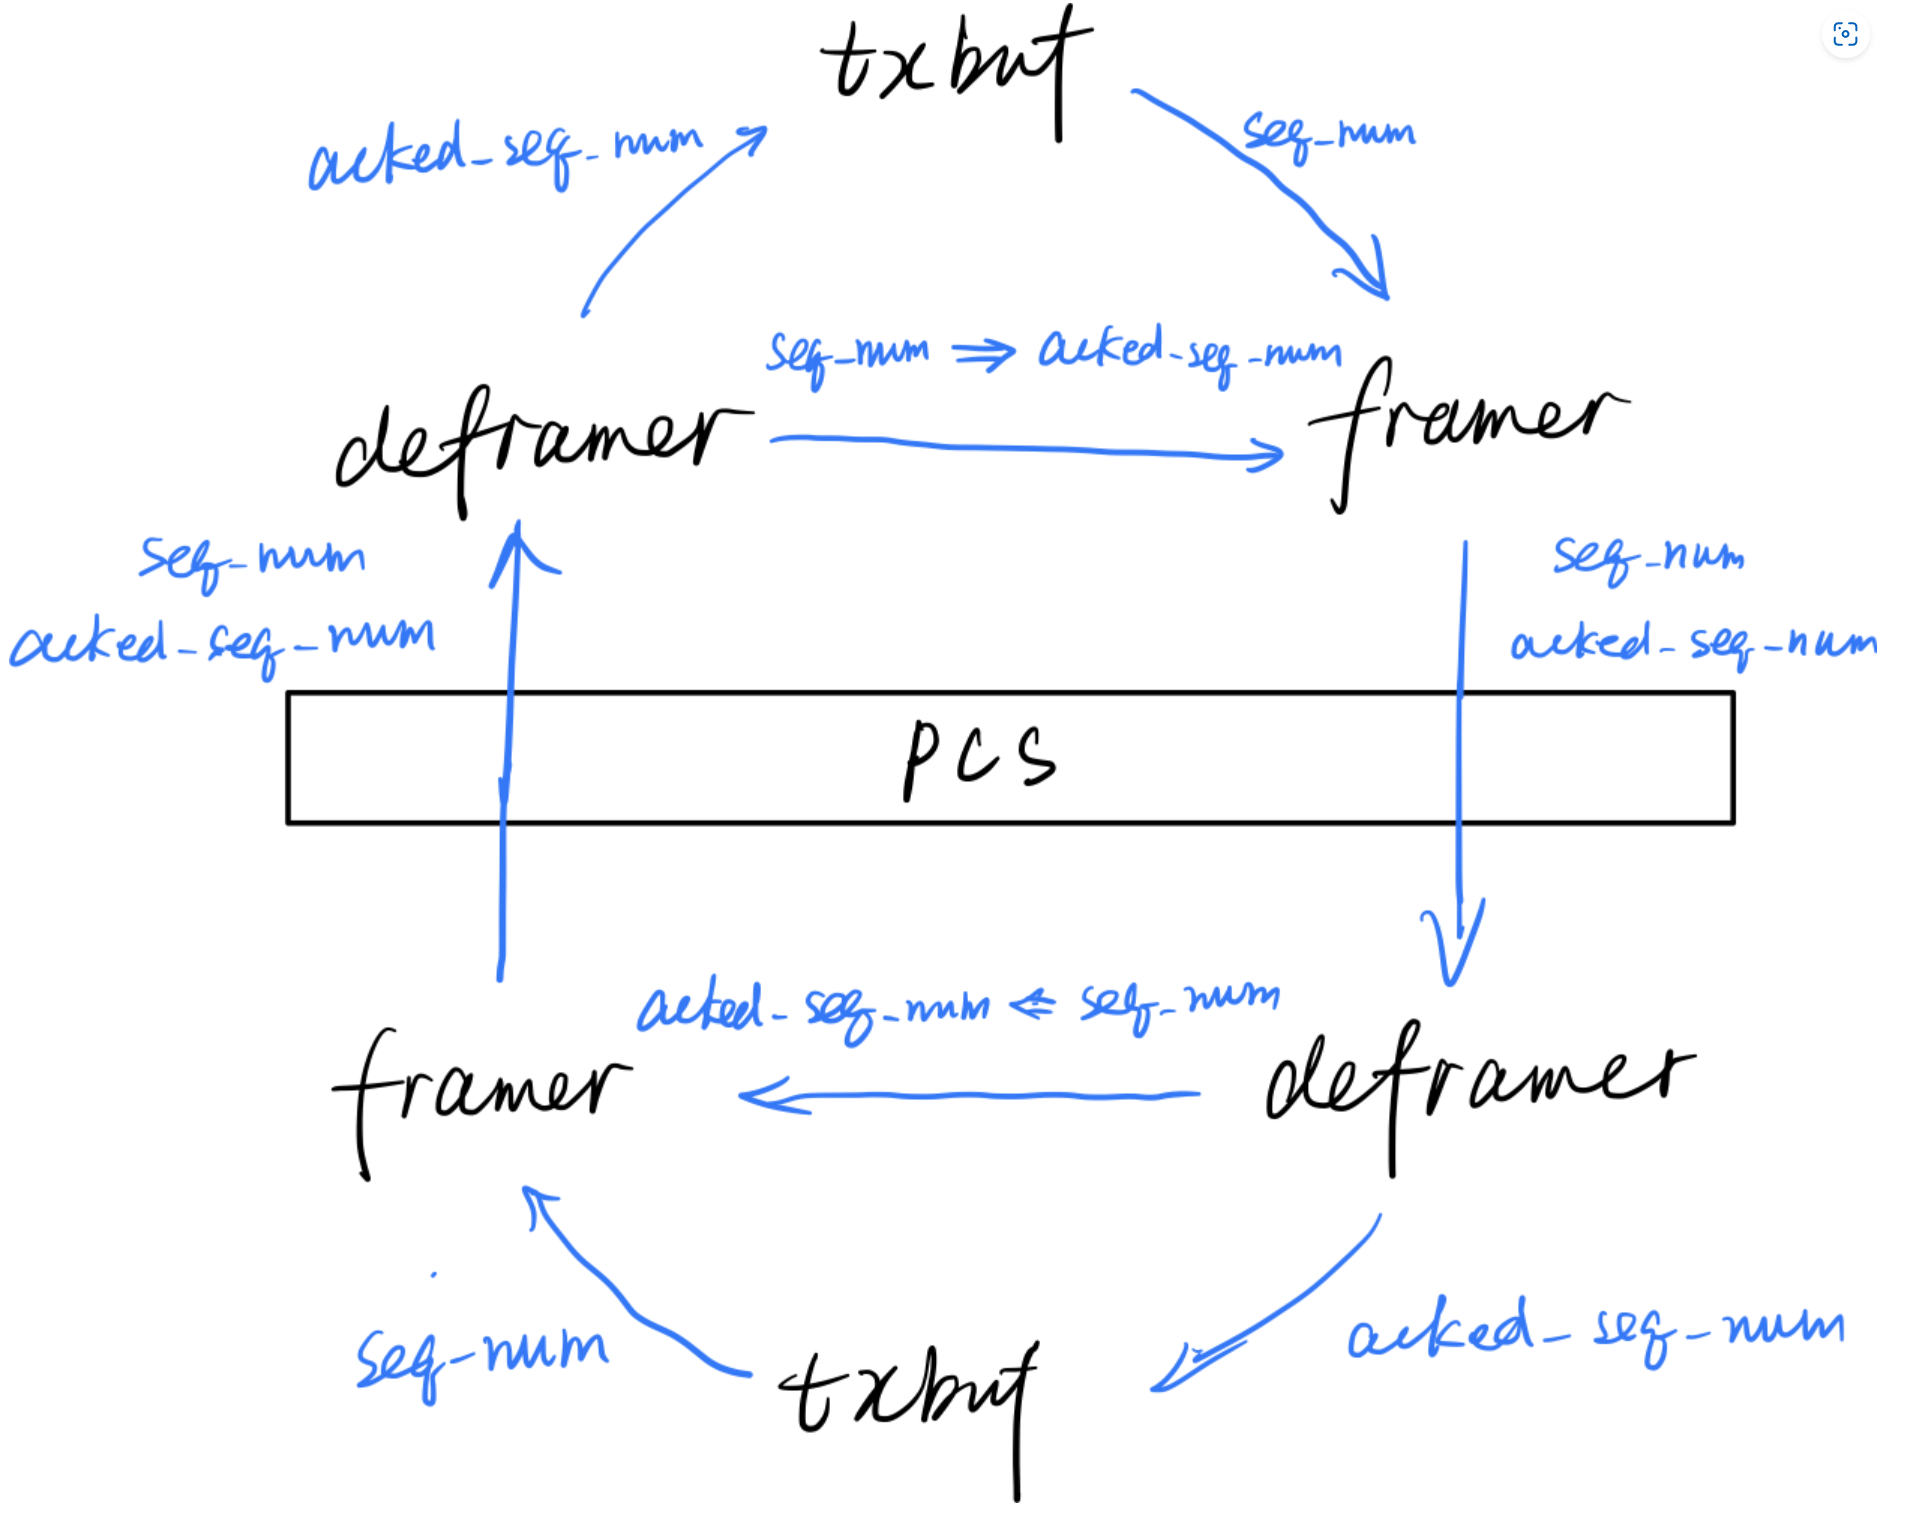 txbuf
acked_seq_num
seq_num
seq_num ⇒ acked_seq_num
deframer
framer
seq_num
acked_seq_num
seq_num
acked_seq_num
PCS
acked_seq_num ⇐ seq_num
framer
deframer
seq_num
acked_seq_num
txbuf